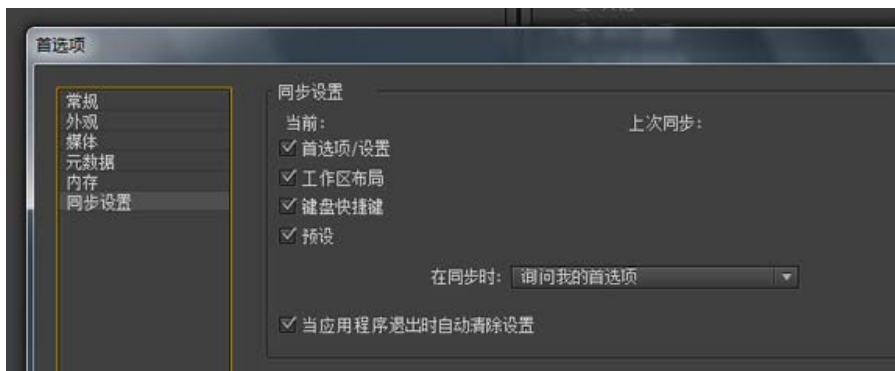 首选项
常规
外观
媒体
元数据
内存
同步设置
同步设置
当前: 上次同步:
首选项/设置
工作区布局
键盘快捷键
预设
在同步时: 询问我的首选项
当应用程序退出时自动清除设置